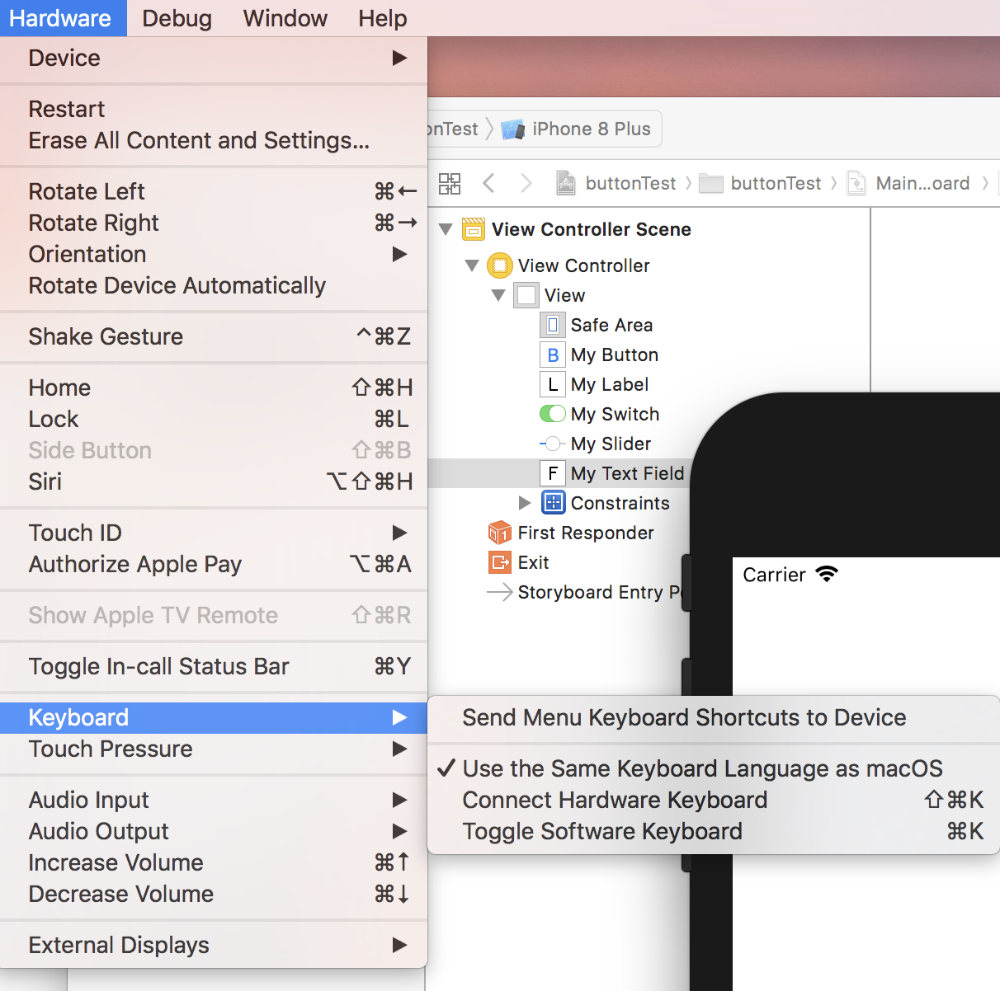 Hardware Debug Window Help
Device
Restart
Erase All Content and Settings...
Rotate Left ⌘←
Rotate Right ⌘→
Orientation
Rotate Device Automatically
Shake Gesture ^⌘Z
Home ⇧⌘H
Lock ⌘L
Side Button ⇧⌘B
Siri ⌥⇧⌘H
Touch ID
Authorize Apple Pay ⌥⌘A
Show Apple TV Remote ⇧⌘R
Toggle In-call Status Bar ⌘Y
Keyboard
Touch Pressure
Audio Input
Audio Output
Increase Volume ⌘↑
Decrease Volume ⌘↓
External Displays
Send Menu Keyboard Shortcuts to Device
✓ Use the Same Keyboard Language as macOS
Connect Hardware Keyboard ⇧⌘K
Toggle Software Keyboard ⌘K
onTest 〉 iPhone 8 Plus
buttonTest 〉 buttonTest 〉 Main...oard 〉
View Controller Scene
View Controller
View
Safe Area
B My Button
L My Label
My Switch
My Slider
F My Text Field
Constraints
1 First Responder
Exit
Storyboard Entry
Carrier